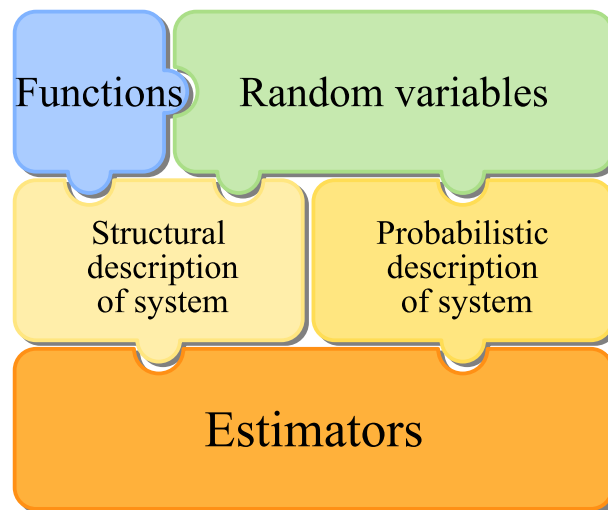 Functions
Random variables
Structural
description
of system
Probabilistic
description
of system
Estimators